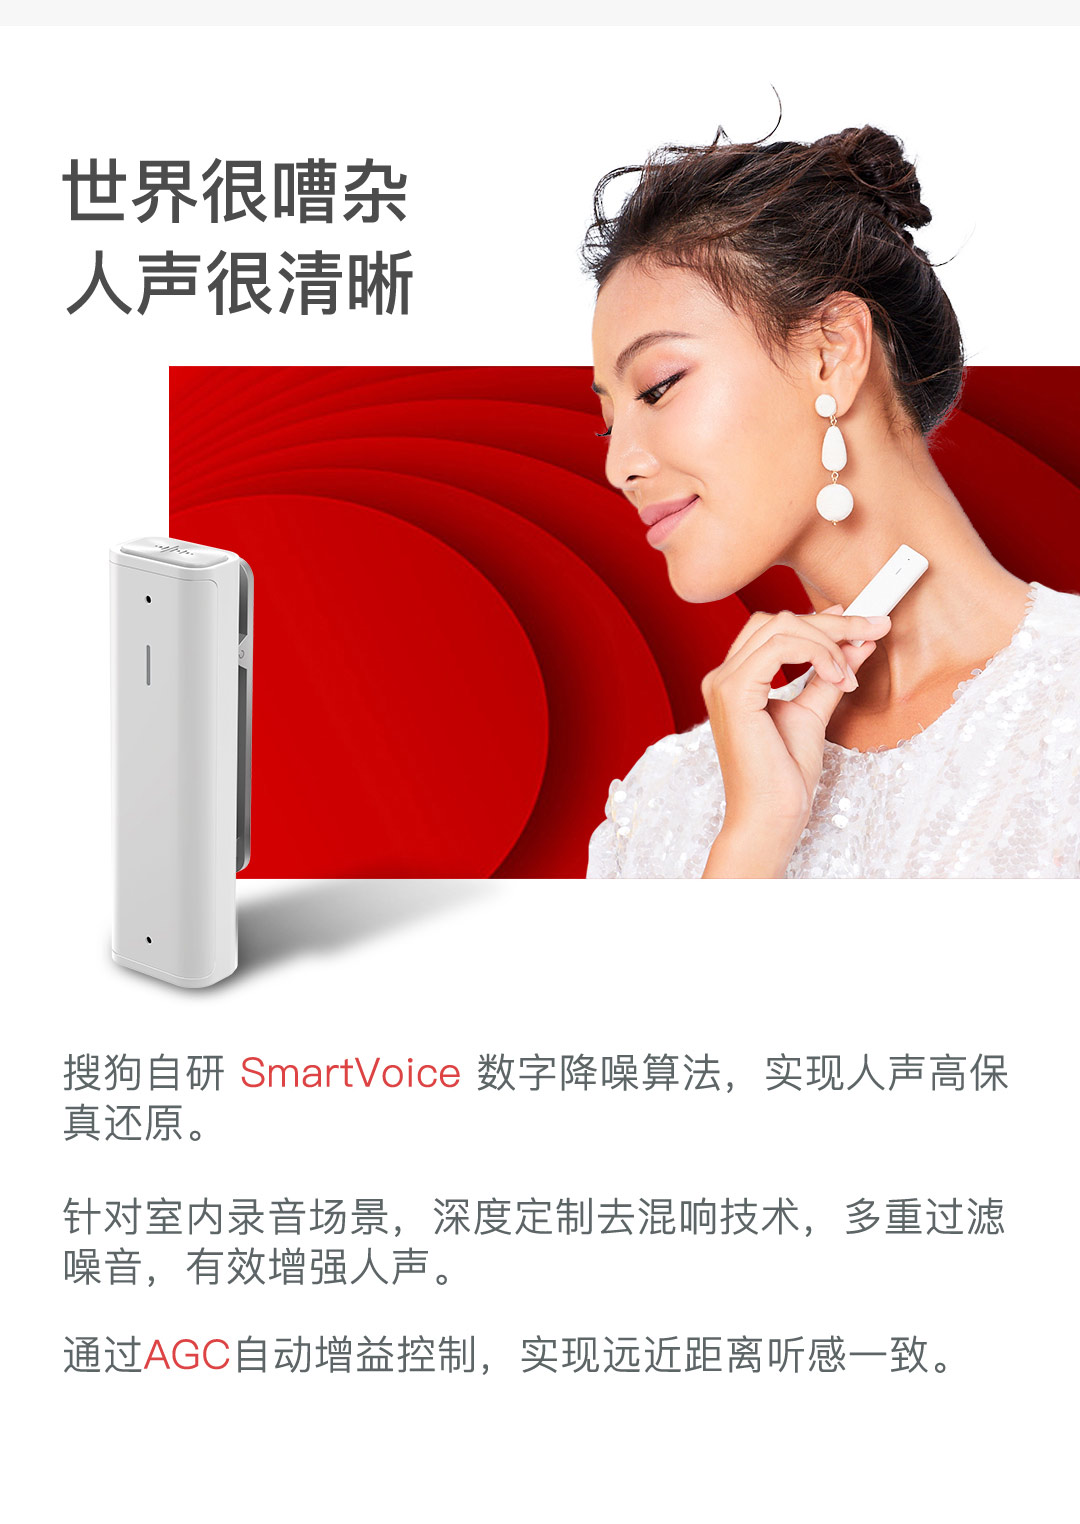 世界很嘈杂
人声很清晰
搜狗自研 SmartVoice 数字降噪算法，实现人声高保
真还原。
针对室内录音场景，深度定制去混响技术，多重过滤
噪音，有效增强人声。
通过AGC自动增益控制，实现远近距离听感一致。